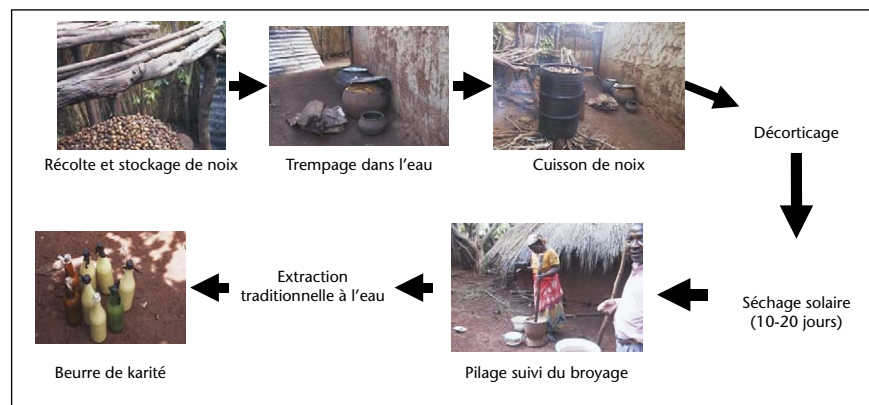 Récolte et stockage de noix
Trempage dans l'eau
Cuisson de noix
Décorticage
Séchage solaire
(10-20 jours)
Pilage suivi du broyage
Extraction
traditionnelle à l'eau
Beurre de karité